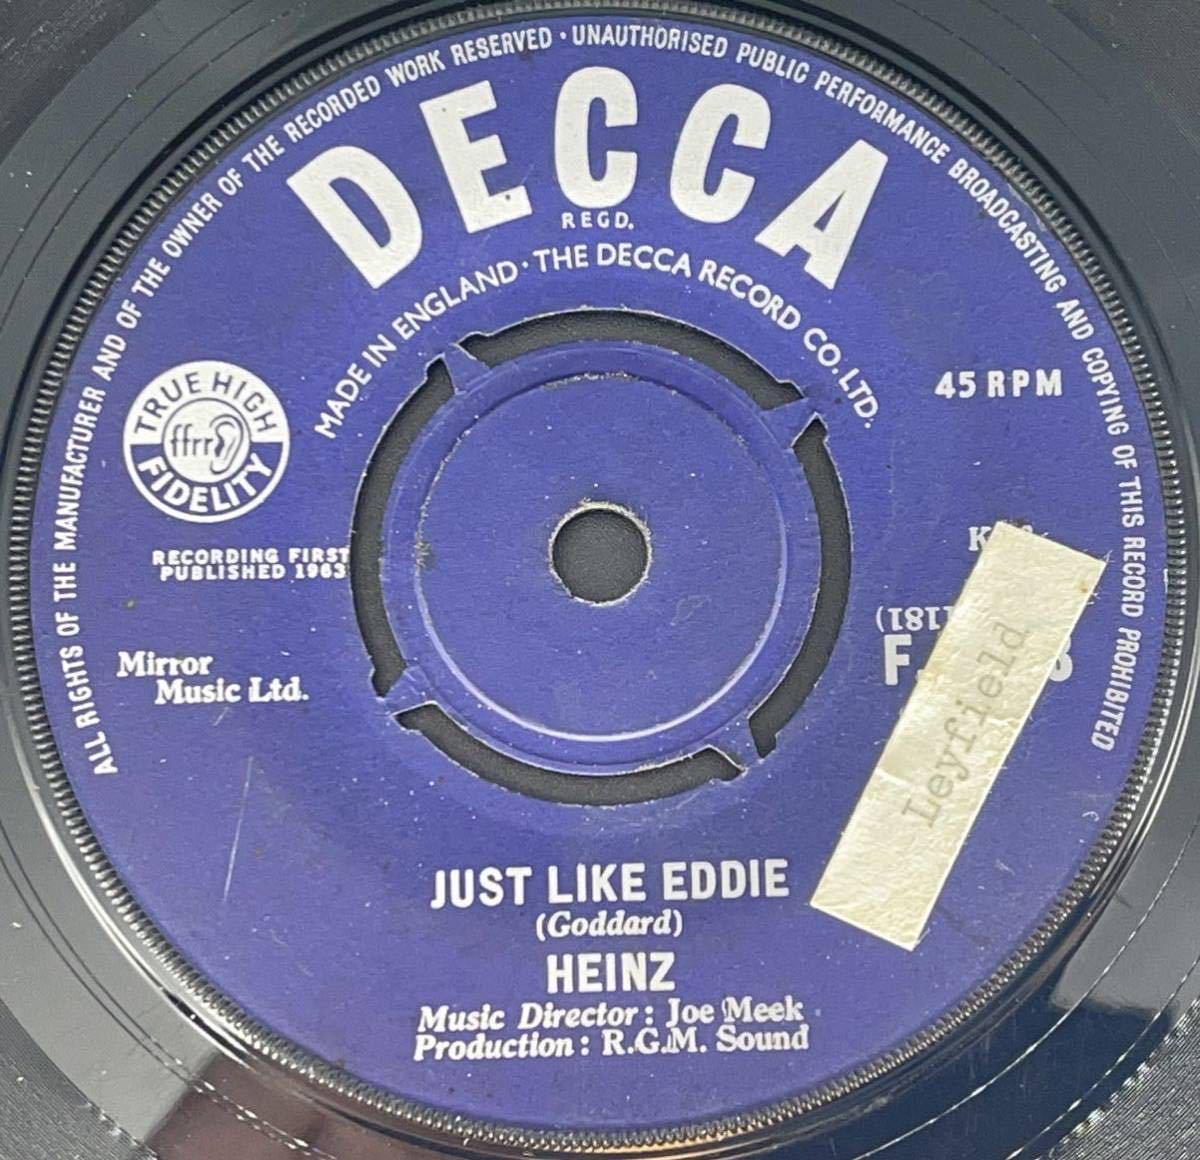 ALL RIGHTS OF THE MANUFACTURER AND OF THE OWNER OF THE RECORDED WORK RESERVED · UNAUTHORISED PUBLIC PERFORMANCE BROADCASTING AND COPYING OF THIS RECORD PROHIBITED
DECCA
REGD.
MADE IN ENGLAND · THE DECCA RECORD CO. LTD.
TRUE HIGH
ffrr
FIDELITY
45 RPM
RECORDING FIRST
PUBLISHED 1963
Mirror
Music Ltd.
Leyfield
JUST LIKE EDDIE
(Goddard)
HEINZ
Music Director: Joe Meek
Production: R.G.M. Sound